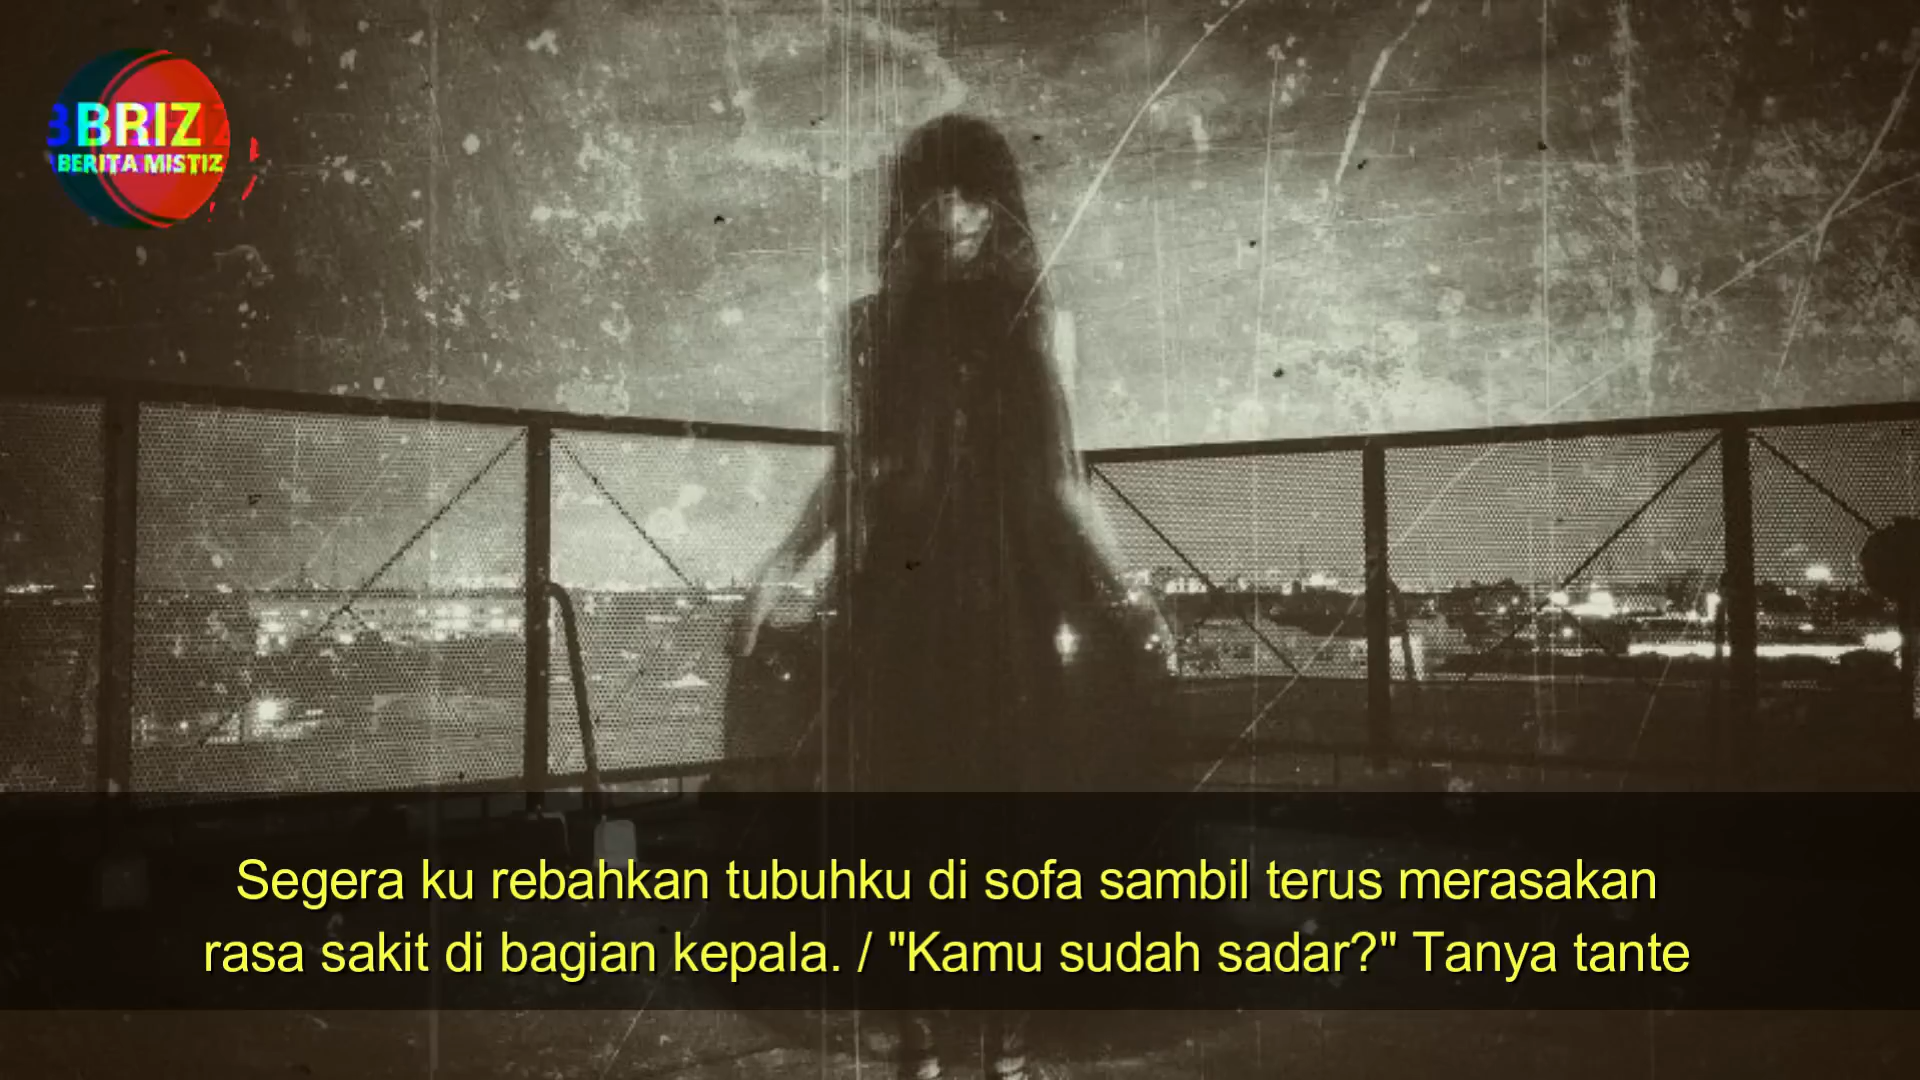 BRIZ
BERITA MISTIZ
Segera ku rebahkan tubuhku di sofa sambil terus merasakan
rasa sakit di bagian kepala. / "Kamu sudah sadar?" Tanya tante